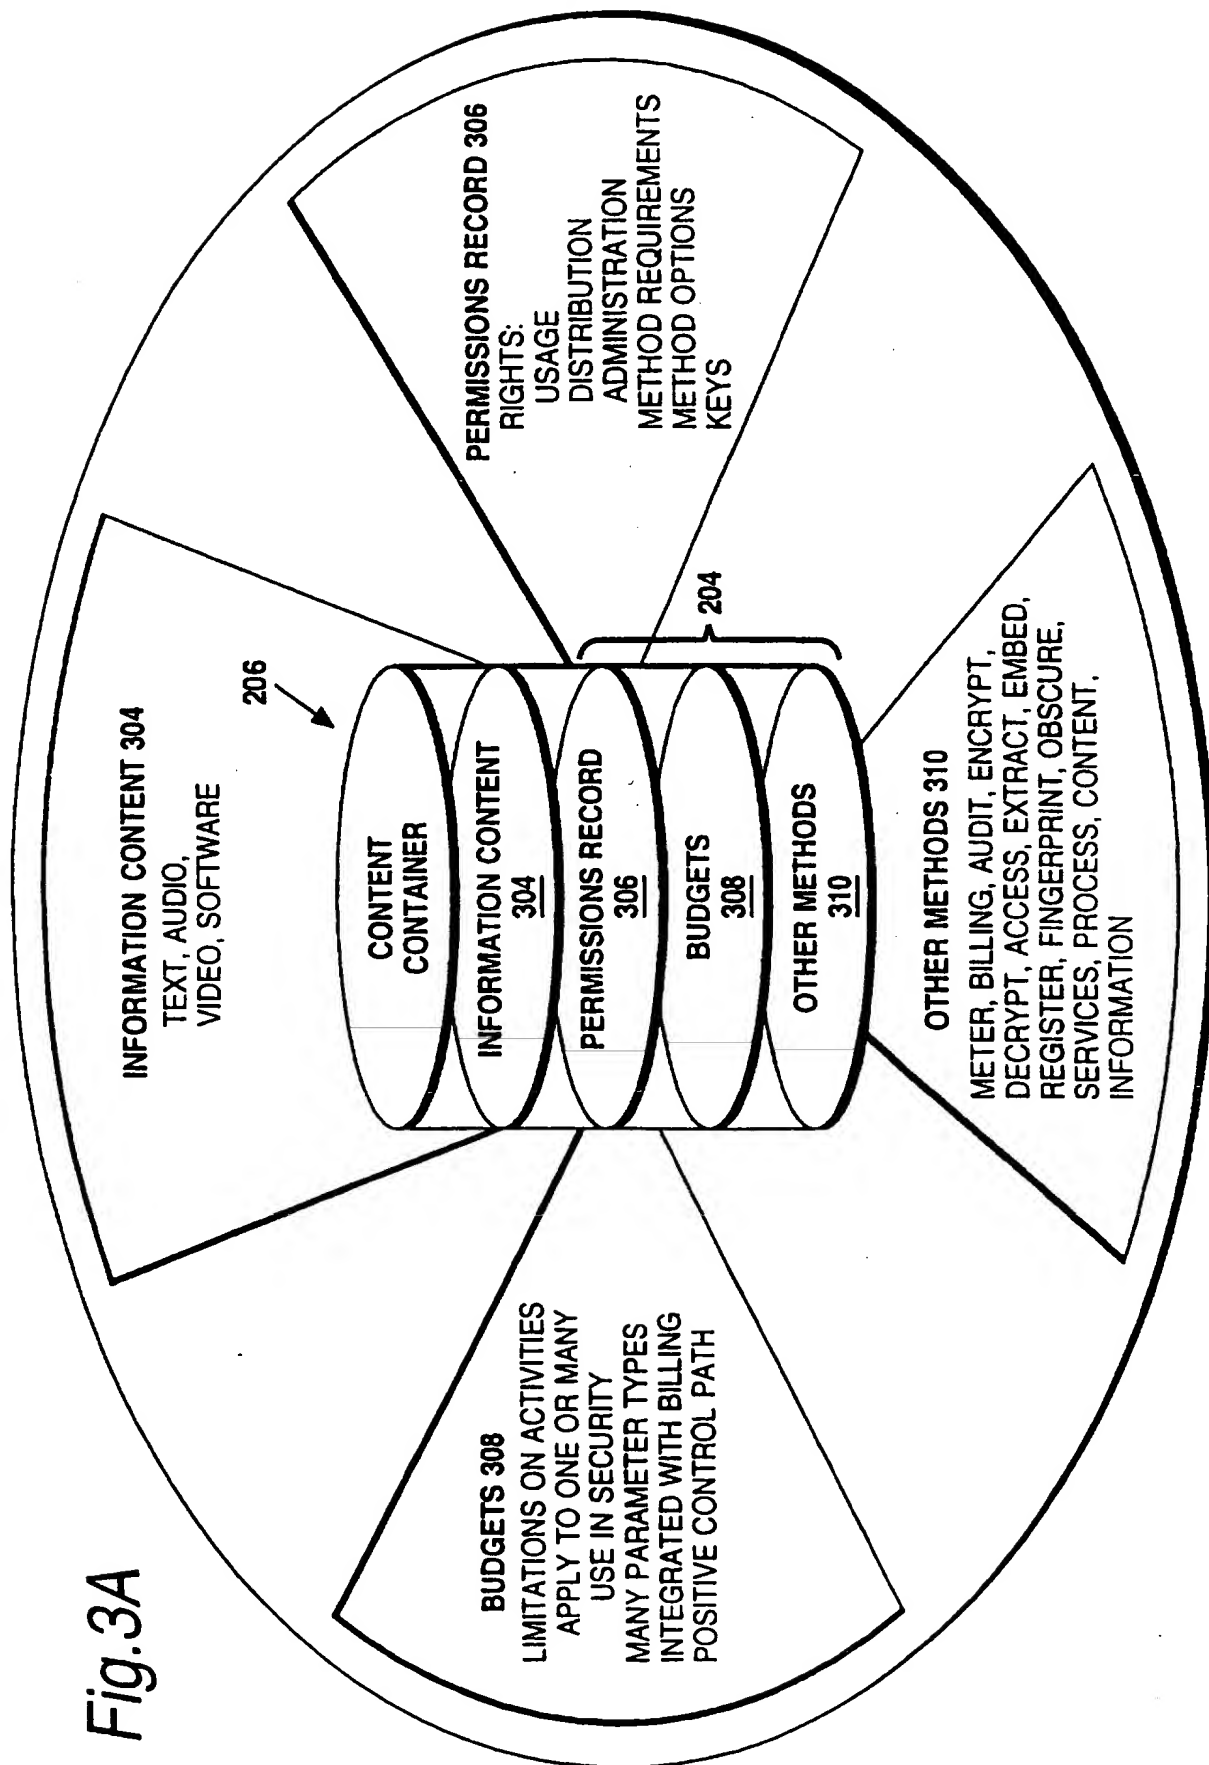 Fig.3A
INFORMATION CONTENT 304
TEXT, AUDIO,
VIDEO, SOFTWARE
206
CONTENT
CONTAINER
INFORMATION CONTENT
304
PERMISSIONS RECORD
306
BUDGETS
308
OTHER METHODS
310
204
BUDGETS 308
LIMITATIONS ON ACTIVITIES
APPLY TO ONE OR MANY
USE IN SECURITY
MANY PARAMETER TYPES
INTEGRATED WITH BILLING
POSITIVE CONTROL PATH
PERMISSIONS RECORD 306
RIGHTS:
USAGE
DISTRIBUTION
ADMINISTRATION
METHOD REQUIREMENTS
METHOD OPTIONS
KEYS
OTHER METHODS 310
METER, BILLING, AUDIT, ENCRYPT,
DECRYPT, ACCESS, EXTRACT, EMBED,
REGISTER, FINGERPRINT, OBSCURE,
SERVICES, PROCESS, CONTENT,
INFORMATION